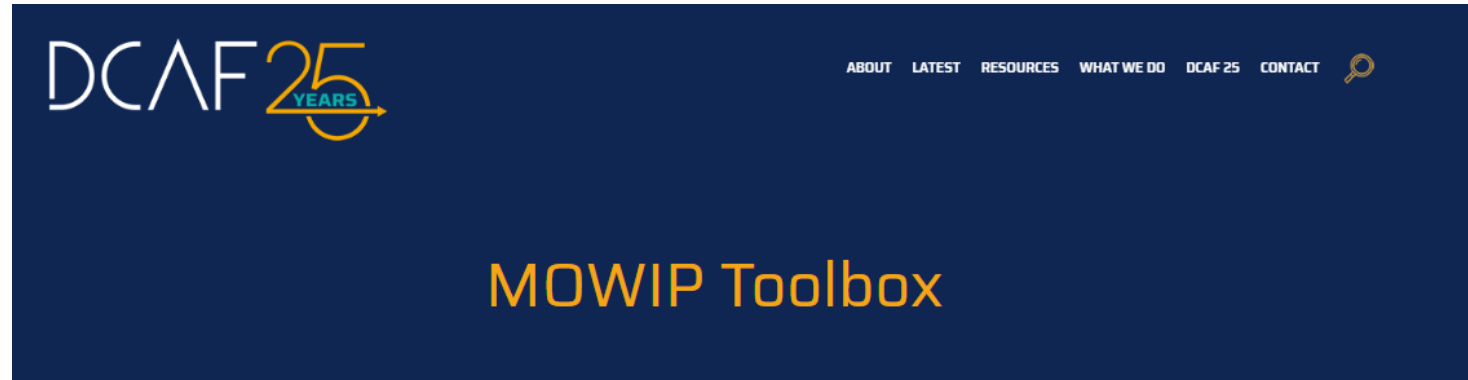 DCAF 25 YEARS
ABOUT LATEST RESOURCES WHAT WE DO DCAF 25 CONTACT
MOWIP Toolbox